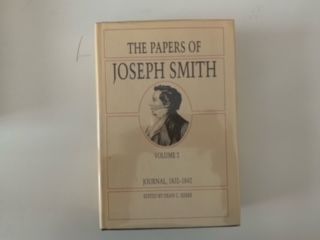 THE PAPERS OF
JOSEPH SMITH
VOLUME 2
JOURNAL, 1832–1842
EDITED BY DEAN C. JESSEE